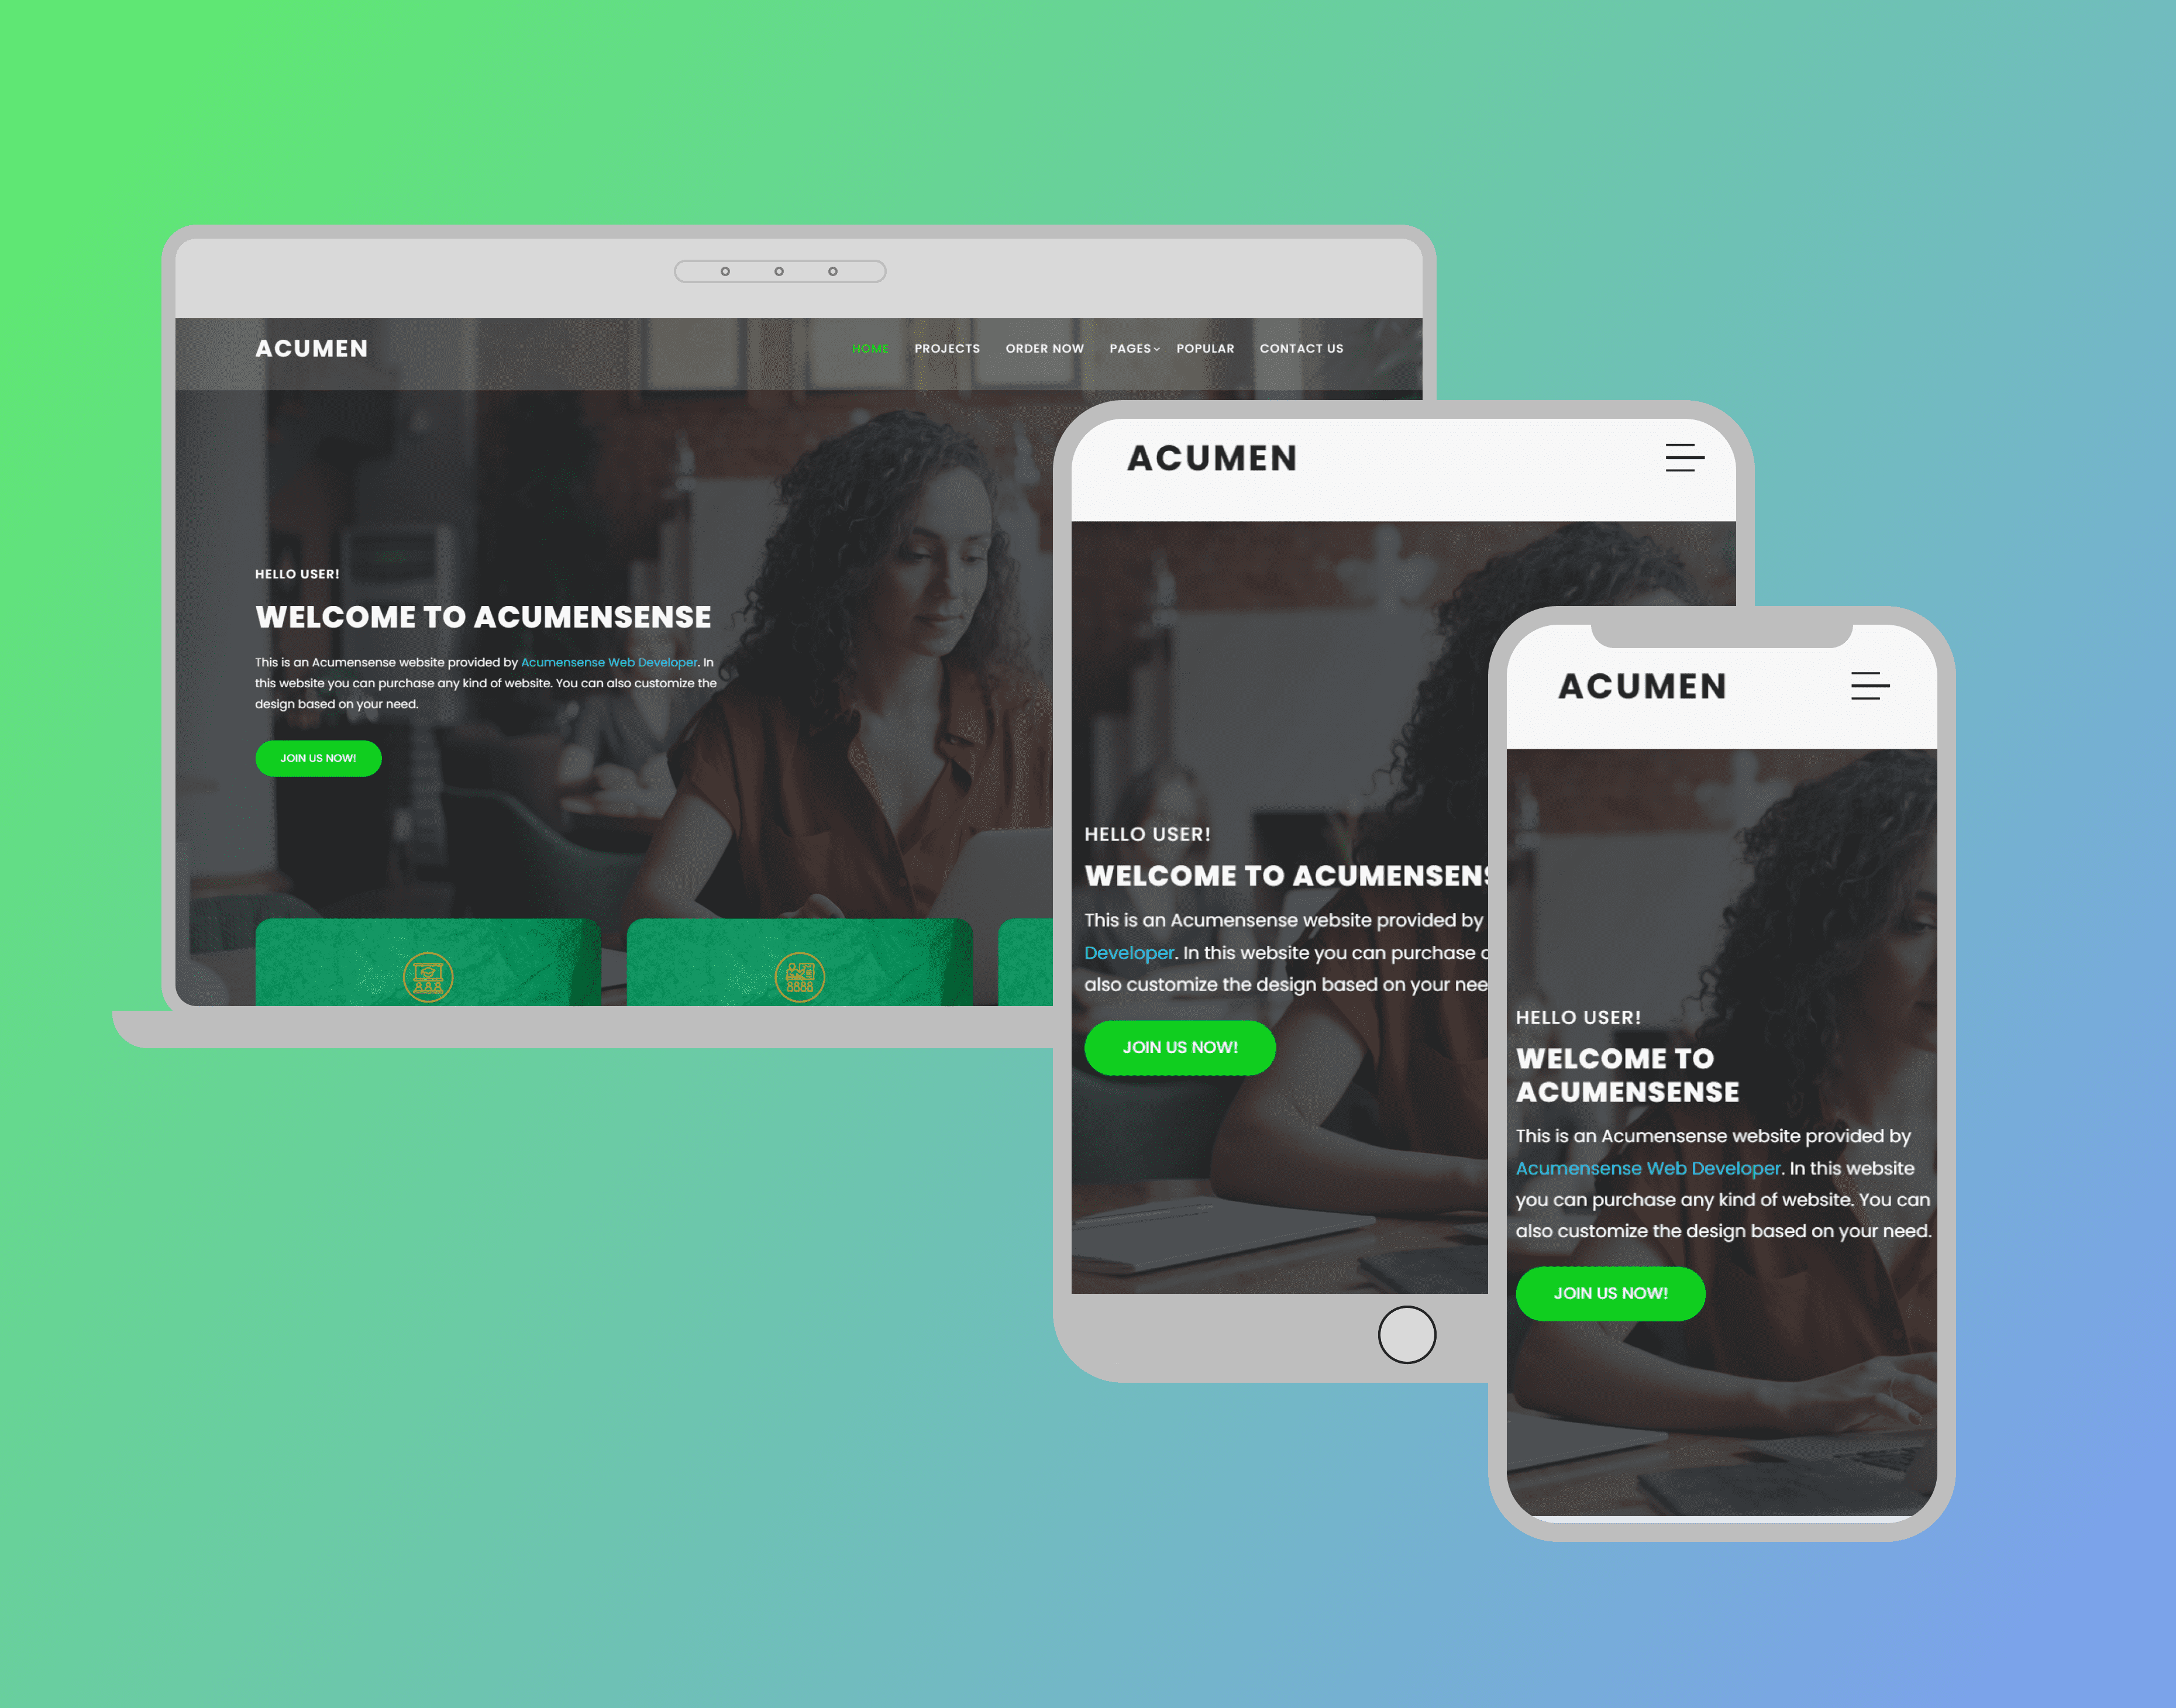 ACUMEN
HOME PROJECTS ORDER NOW PAGES POPULAR CONTACT US
HELLO USER!
WELCOME TO ACUMENSENSE
This is an Acumensense website provided by Acumensense Web Developer. In
this website you can purchase any kind of website. You can also customize the
design based on your need.
JOIN US NOW!
ACUMEN
HELLO USER!
WELCOME TO ACUMENSENS
This is an Acumensense website provided by
Developer. In this website you can purchase
also customize the design based on your nee
JOIN US NOW!
ACUMEN
HELLO USER!
WELCOME TO
ACUMENSENSE
This is an Acumensense website provided by
Acumensense Web Developer. In this website
you can purchase any kind of website. You can
also customize the design based on your need.
JOIN US NOW!